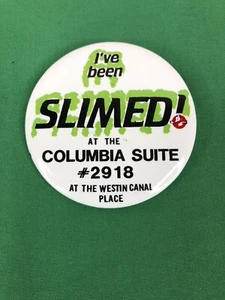 I've
been
SLIMED!
AT THE
COLUMBIA SUITE
#2918
AT THE WESTIN CANAL
PLACE